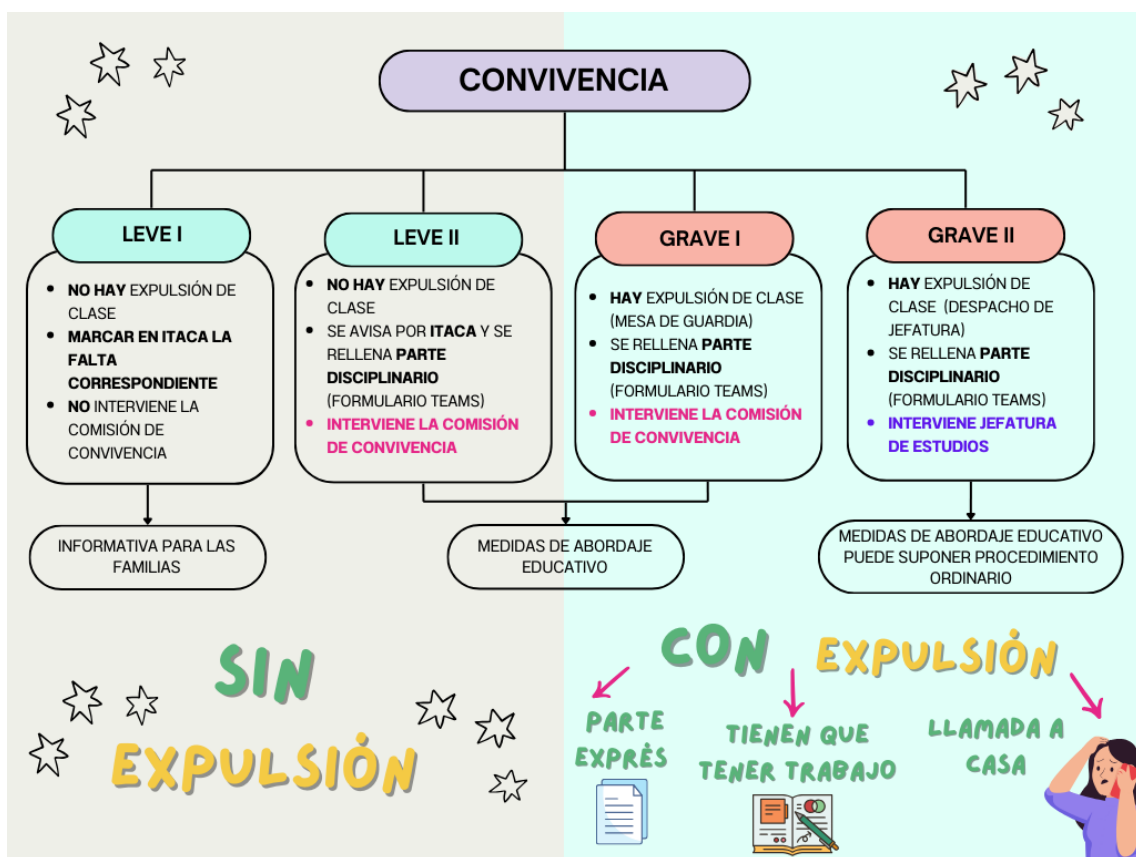 CONVIVENCIA
LEVE I
NO HAY EXPULSIÓN DE
CLASE
MARCAR EN ITACA LA
FALTA
CORRESPONDIENTE
NO INTERVIENE LA
COMISIÓN DE
CONVIVENCIA
INFORMATIVA PARA LAS
FAMILIAS
LEVE II
NO HAY EXPULSIÓN DE
CLASE
SE AVISA POR ITACA Y SE
RELLENA PARTE
DISCIPLINARIO
(FORMULARIO TEAMS)
INTERVIENE LA COMISIÓN
DE CONVIVENCIA
GRAVE I
HAY EXPULSIÓN DE CLASE
(MESA DE GUARDIA)
SE RELLENA PARTE
DISCIPLINARIO
(FORMULARIO TEAMS)
INTERVIENE LA COMISIÓN
DE CONVIVENCIA
MEDIDAS DE ABORDAJE
EDUCATIVO
GRAVE II
HAY EXPULSIÓN DE
CLASE (DESPACHO DE
JEFATURA)
SE RELLENA PARTE
DISCIPLINARIO
(FORMULARIO TEAMS)
INTERVIENE JEFATURA
DE ESTUDIOS
MEDIDAS DE ABORDAJE EDUCATIVO
PUEDE SUPONER PROCEDIMIENTO
ORDINARIO
SIN
EXPULSIÓN
CON EXPULSIÓN
PARTE
EXPRÈS
TIENEN QUE
TENER TRABAJO
LLAMADA A
CASA